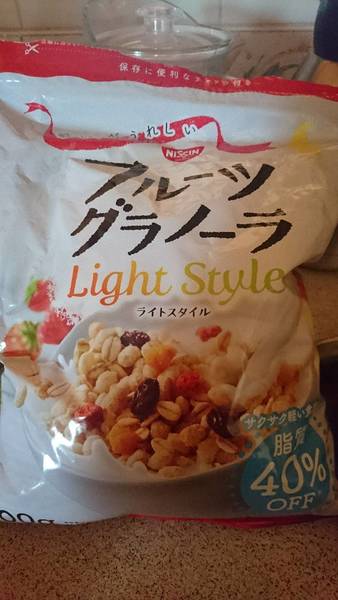 保存に便利なチャック付き
うれしい
NISSIN
フルーツ
グラノーラ
Light Style
ライトスタイル
サクサク軽い
脂質
40%
OFF
00g